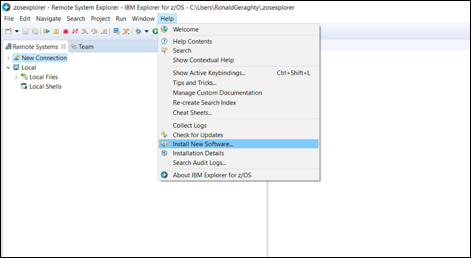 zosexplorer - Remote System Explorer - IBM Explorer for z/OS - C:\Users\RonaldGeraghty\.zosexplorer
File Edit Navigate Search Project Run Window Help
Remote Systems Team
New Connection
Local
Local Files
Local Shells
Welcome
Help Contents
Search
Show Contextual Help
Show Active Keybindings... Ctrl+Shift+L
Tips and Tricks...
Manage Custom Documentation
Re-create Search Index
Cheat Sheets...
Collect Logs
Check for Updates
Install New Software...
Installation Details
Search Audit Logs...
About IBM Explorer for z/OS